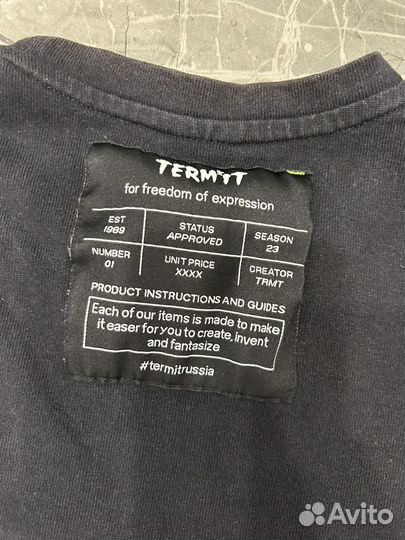 TERMIT
for freedom of expression
EST
1989
STATUS
APPROVED
SEASON
23
NUMBER
01
UNIT PRICE
XXXX
CREATOR
TRMT
PRODUCT INSTRUCTIONS AND GUIDES
Each of our items is made to make
it easer for you to create, invent
and fantasize
#termitrussia
Avito